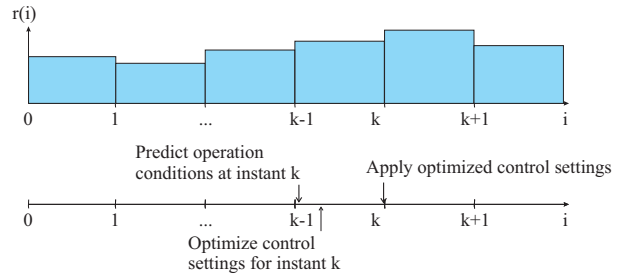 r(i)
0 1 ... k-1 k k+1 i
Predict operation
conditions at instant k
Apply optimized control settings
0 1 ... k-1 k k+1 i
Optimize control
settings for instant k